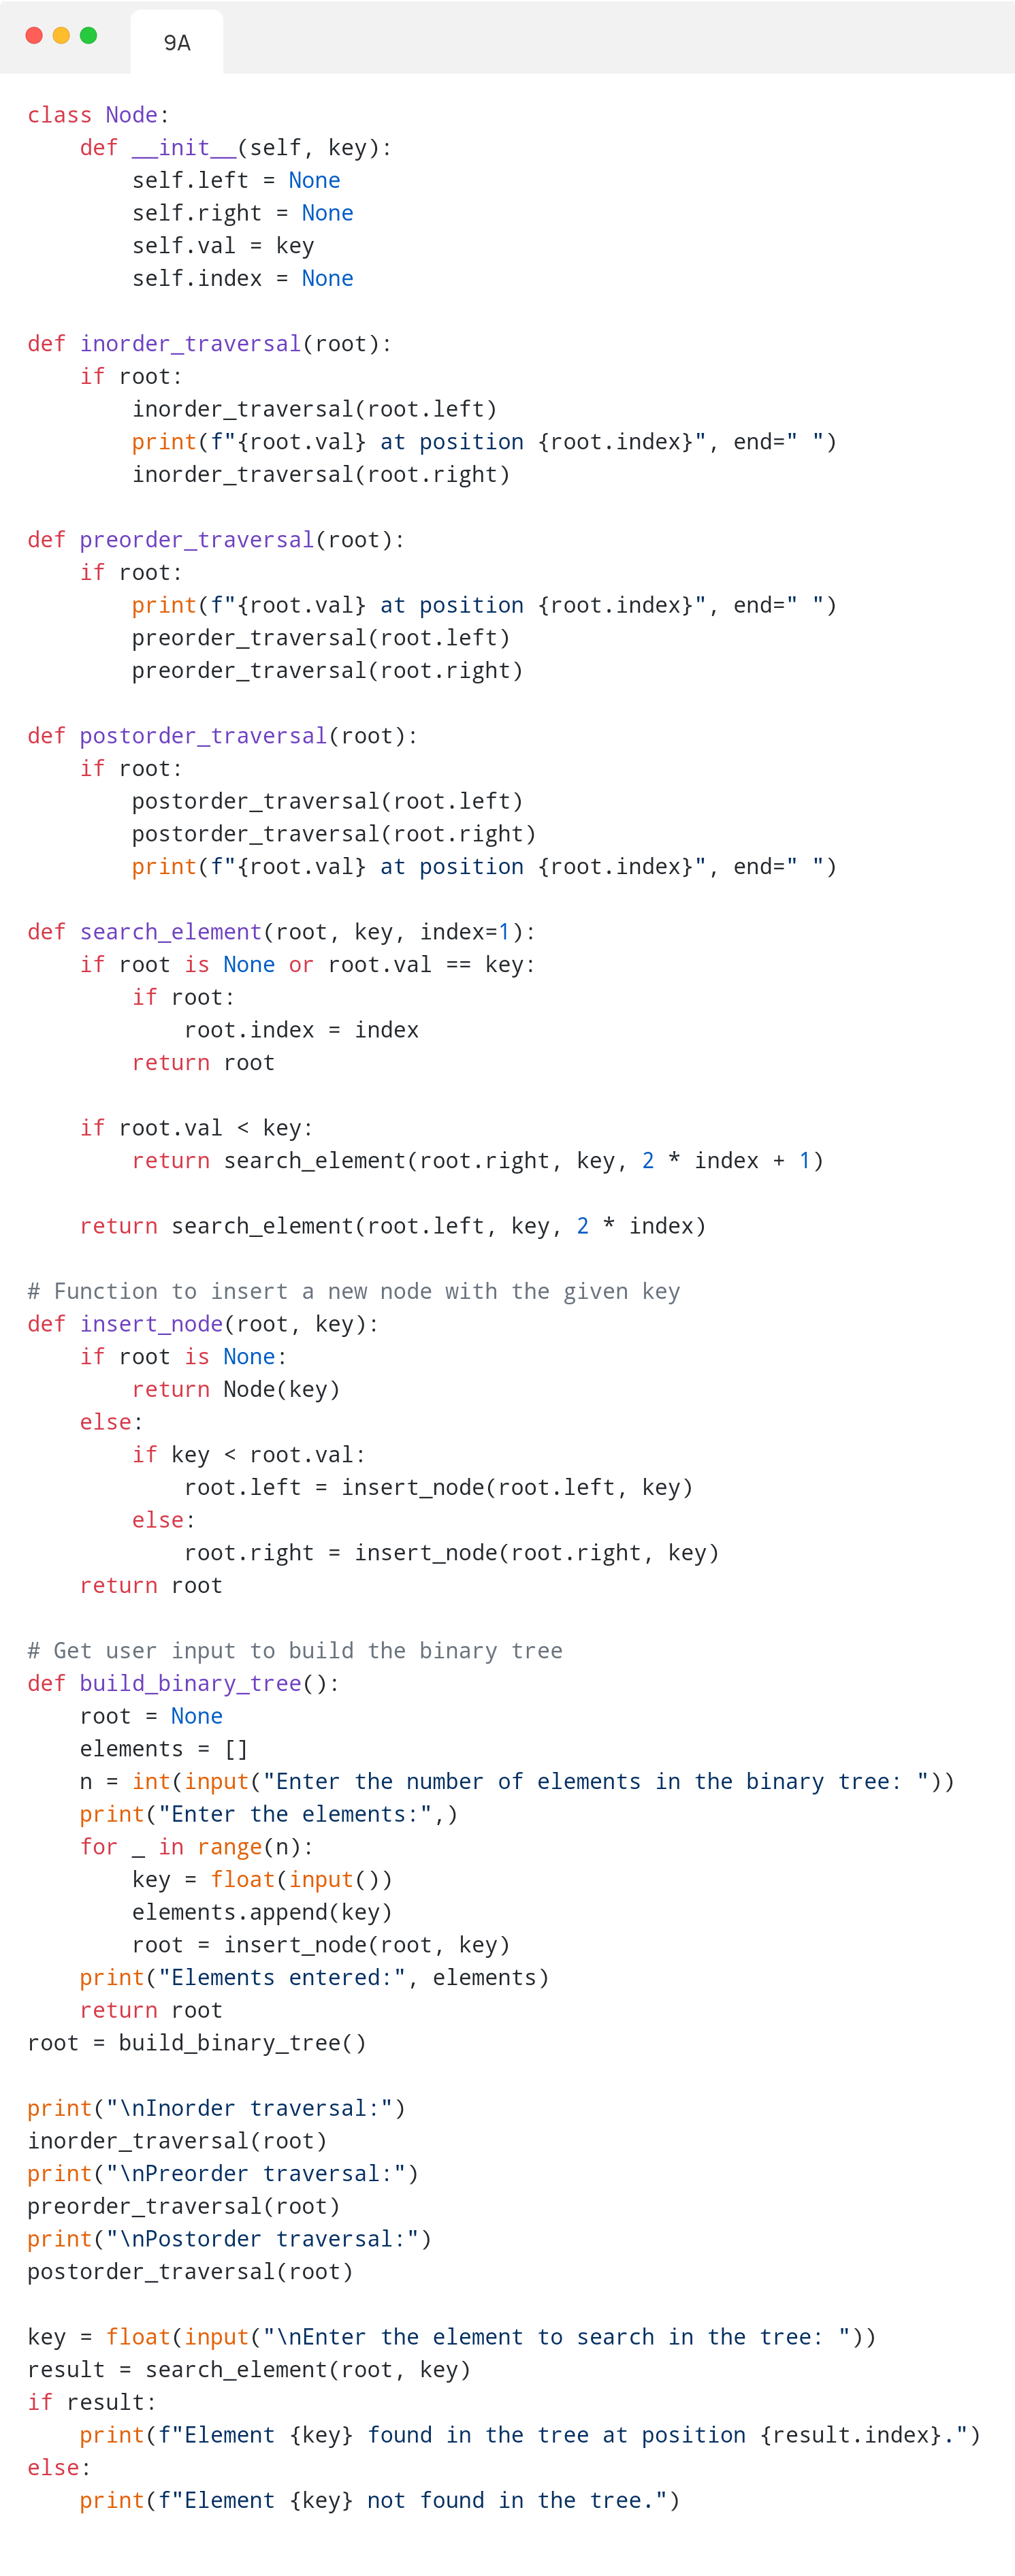 9A
class Node:
    def __init__(self, key):
        self.left = None
        self.right = None
        self.val = key
        self.index = None

def inorder_traversal(root):
    if root:
        inorder_traversal(root.left)
        print(f"{root.val} at position {root.index}", end=" ")
        inorder_traversal(root.right)

def preorder_traversal(root):
    if root:
        print(f"{root.val} at position {root.index}", end=" ")
        preorder_traversal(root.left)
        preorder_traversal(root.right)

def postorder_traversal(root):
    if root:
        postorder_traversal(root.left)
        postorder_traversal(root.right)
        print(f"{root.val} at position {root.index}", end=" ")

def search_element(root, key, index=1):
    if root is None or root.val == key:
        if root:
            root.index = index
        return root

    if root.val < key:
        return search_element(root.right, key, 2 * index + 1)

    return search_element(root.left, key, 2 * index)

# Function to insert a new node with the given key
def insert_node(root, key):
    if root is None:
        return Node(key)
    else:
        if key < root.val:
            root.left = insert_node(root.left, key)
        else:
            root.right = insert_node(root.right, key)
    return root

# Get user input to build the binary tree
def build_binary_tree():
    root = None
    elements = []
    n = int(input("Enter the number of elements in the binary tree: "))
    print("Enter the elements:",)
    for _ in range(n):
        key = float(input())
        elements.append(key)
        root = insert_node(root, key)
    print("Elements entered:", elements)
    return root
root = build_binary_tree()

print("\nInorder traversal:")
inorder_traversal(root)
print("\nPreorder traversal:")
preorder_traversal(root)
print("\nPostorder traversal:")
postorder_traversal(root)

key = float(input("\nEnter the element to search in the tree: "))
result = search_element(root, key)
if result:
    print(f"Element {key} found in the tree at position {result.index}.")
else:
    print(f"Element {key} not found in the tree.")